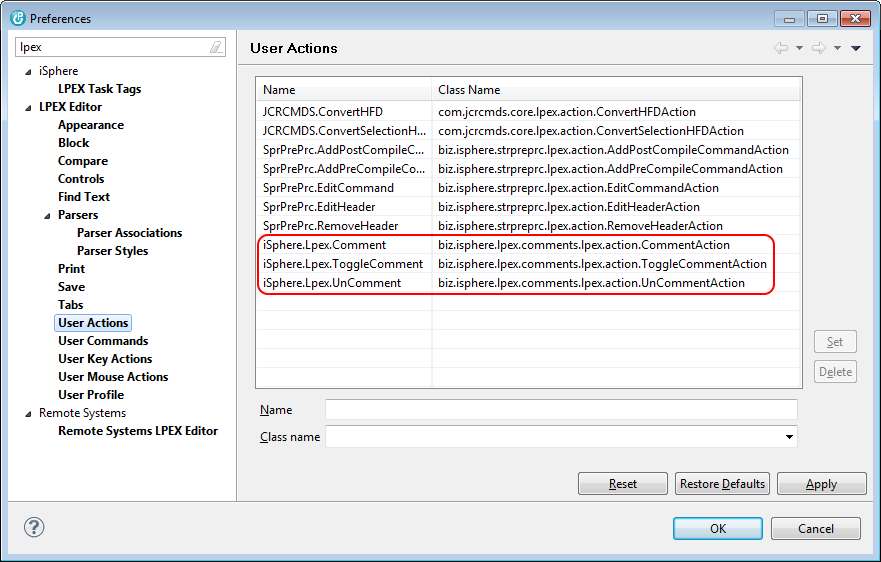 Preferences
lpex
User Actions
iSphere
LPEX Task Tags
LPEX Editor
Appearance
Block
Compare
Controls
Find Text
Parsers
Parser Associations
Parser Styles
Print
Save
Tabs
User Actions
User Commands
User Key Actions
User Mouse Actions
User Profile
Remote Systems
Remote Systems LPEX Editor
Name Class Name
JCRCMDS.ConvertHFD com.jcrcmds.core.lpex.action.ConvertHFDAction
JCRCMDS.ConvertSelectionH... com.jcrcmds.core.lpex.action.ConvertSelectionHFDAction
SprPrePrc.AddPostCompileC... biz.isphere.strpreprc.lpex.action.AddPostCompileCommandAction
SprPrePrc.AddPreCompileCo... biz.isphere.strpreprc.lpex.action.AddPreCompileCommandAction
SprPrePrc.EditCommand biz.isphere.strpreprc.lpex.action.EditCommandAction
SprPrePrc.EditHeader biz.isphere.strpreprc.lpex.action.EditHeaderAction
SprPrePrc.RemoveHeader biz.isphere.strpreprc.lpex.action.RemoveHeaderAction
iSphere.Lpex.Comment biz.isphere.lpex.comments.lpex.action.CommentAction
iSphere.Lpex.ToggleComment biz.isphere.lpex.comments.lpex.action.ToggleCommentAction
iSphere.Lpex.UnComment biz.isphere.lpex.comments.lpex.action.UnCommentAction
Set
Delete
Name
Class name
Reset Restore Defaults Apply
? OK Cancel